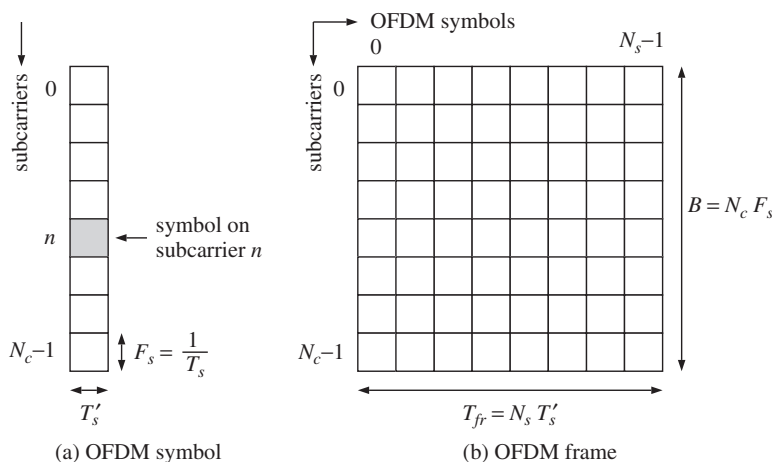 subcarriers
0
n
N_c−1
symbol on
subcarrier n
F_s = 1/T_s
T′_s
(a) OFDM symbol
OFDM symbols
0
N_s−1
subcarriers
0
N_c−1
B = N_c F_s
T_fr = N_s T′_s
(b) OFDM frame